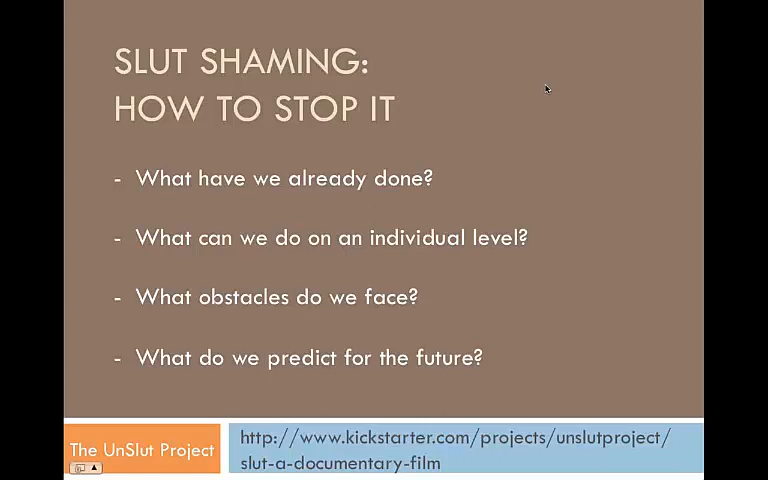 SLUT SHAMING:
HOW TO STOP IT
- What have we already done?
- What can we do on an individual level?
- What obstacles do we face?
- What do we predict for the future?
The UnSlut Project
http://www.kickstarter.com/projects/unslutproject/
slut-a-documentary-film